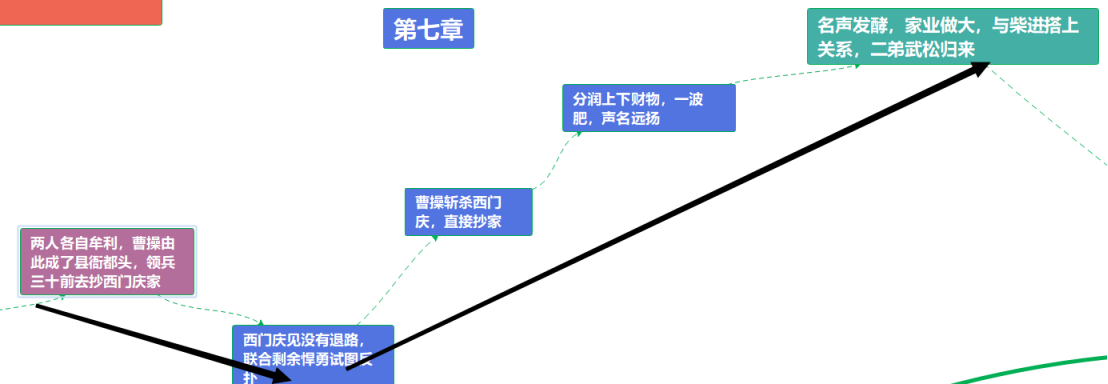 第七章
名声发酵，家业做大，与柴进搭上
关系，二弟武松归来
分润上下财物，一波
肥，声名远扬
曹操斩杀西门
庆，直接抄家
两人各自牟利，曹操由
此成了县衙都头，领兵
三十前去抄西门庆家
西门庆见没有退路，
联合剩余悍勇试图反
扑